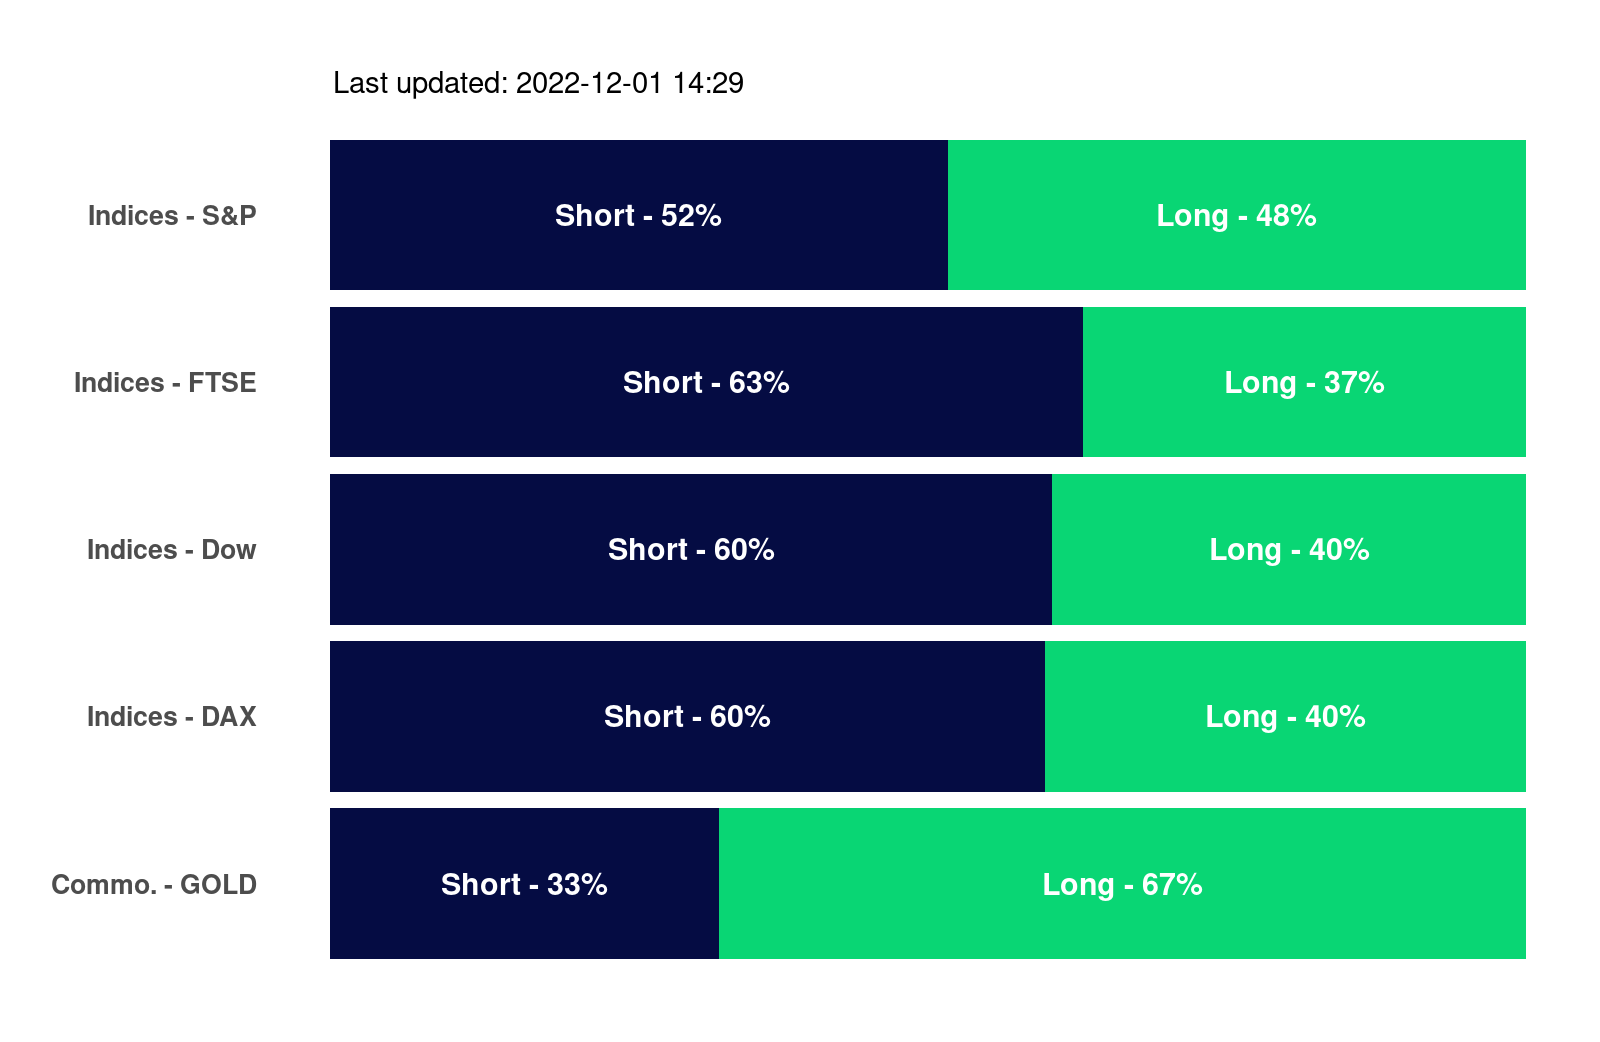 Last updated: 2022-12-01 14:29
Indices - S&P Short - 52% Long - 48%
Indices - FTSE Short - 63% Long - 37%
Indices - Dow Short - 60% Long - 40%
Indices - DAX Short - 60% Long - 40%
Commo. - GOLD Short - 33% Long - 67%